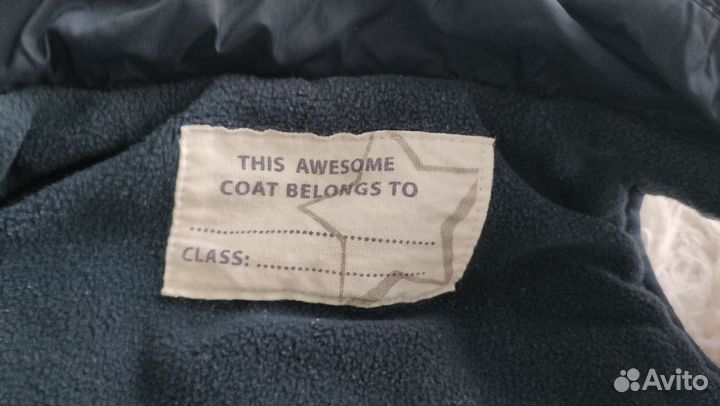 THIS AWESOME
COAT BELONGS TO
................................................
CLASS: ................................
Avito